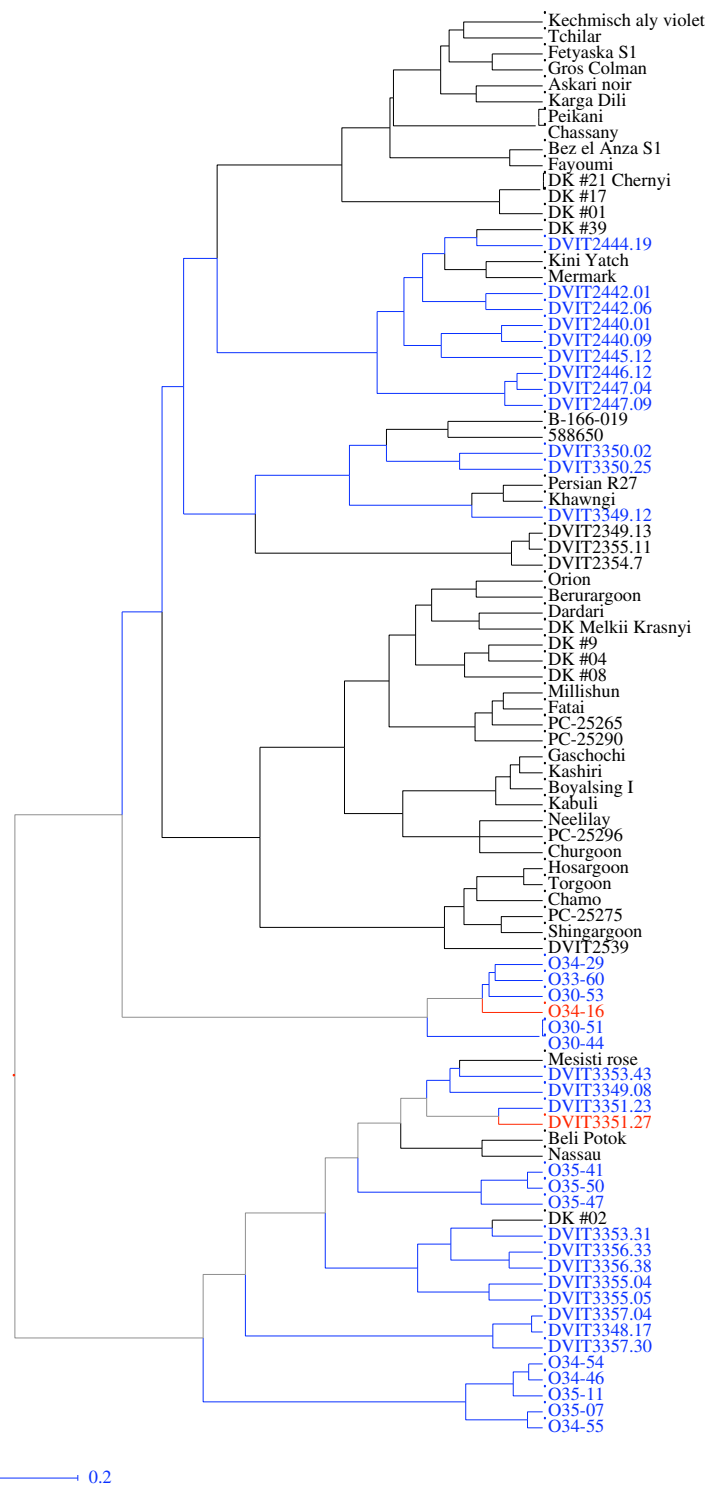 Kechmisch aly violet
Tchilar
Fetyaska S1
Gros Colman
Askari noir
Karga Dili
Peikani
Chassany
Bez el Anza S1
Fayoumi
DK #21 Chernyi
DK #17
DK #01
DK #39
DVIT2444.19
Kini Yatch
Mermark
DVIT2442.01
DVIT2442.06
DVIT2440.01
DVIT2440.09
DVIT2445.12
DVIT2446.12
DVIT2447.04
DVIT2447.09
B-166-019
588650
DVIT3350.02
DVIT3350.25
Persian R27
Khawngi
DVIT3349.12
DVIT2349.13
DVIT2355.11
DVIT2354.7
Orion
Berurargoon
Dardari
DK Melkii Krasnyi
DK #9
DK #04
DK #08
Millishun
Fatai
PC-25265
PC-25290
Gaschochi
Kashiri
Boyalsing I
Kabuli
Neelilay
PC-25296
Churgoon
Hosargoon
Torgoon
Chamo
PC-25275
Shingargoon
DVIT2539
O34-29
O33-60
O30-53
O34-16
O30-51
O30-44
Mesisti rose
DVIT3353.43
DVIT3349.08
DVIT3351.23
DVIT3351.27
Beli Potok
Nassau
O35-41
O35-50
O35-47
DK #02
DVIT3353.31
DVIT3356.33
DVIT3356.38
DVIT3355.04
DVIT3355.05
DVIT3357.04
DVIT3348.17
DVIT3357.30
O34-54
O34-46
O35-11
O35-07
O34-55
0.2